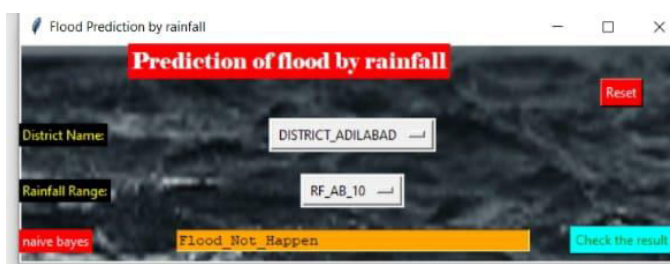 Flood Prediction by rainfall
Prediction of flood by rainfall
Reset
District Name: DISTRICT_ADILABAD
Rainfall Range: RF_AB_10
naive bayes Flood_Not_Happen Check the result